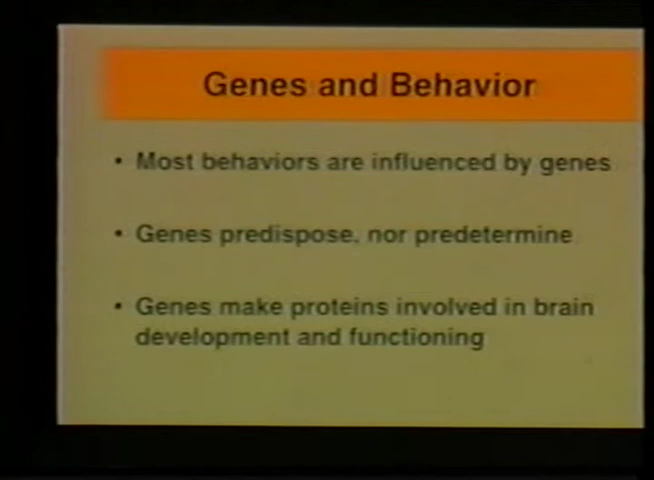 Genes and Behavior
• Most behaviors are influenced by genes
• Genes predispose, nor predetermine
• Genes make proteins involved in brain
development and functioning